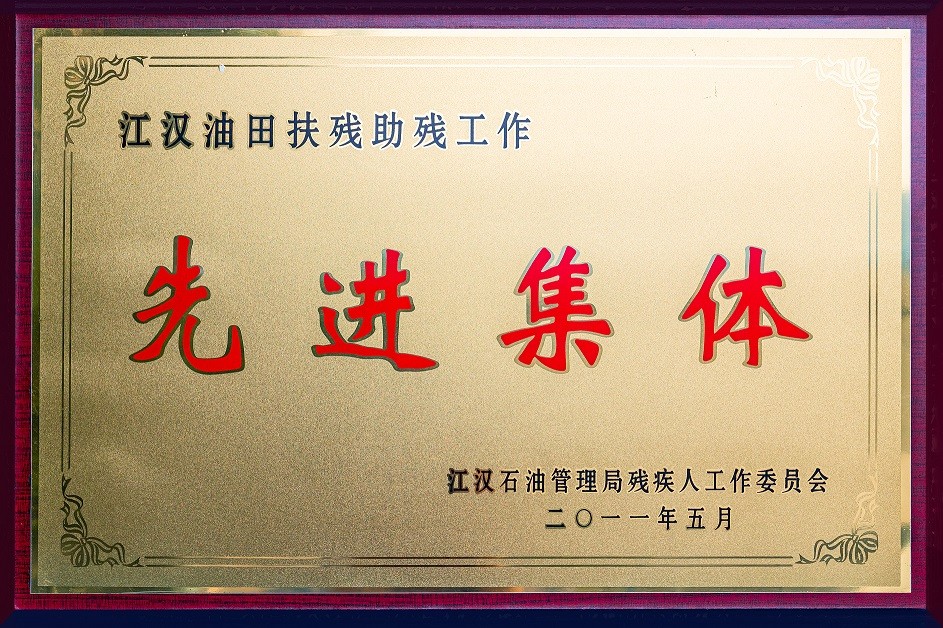 江汉油田扶残助残工作
先进集体
江汉石油管理局残疾人工作委员会
二〇一一年五月